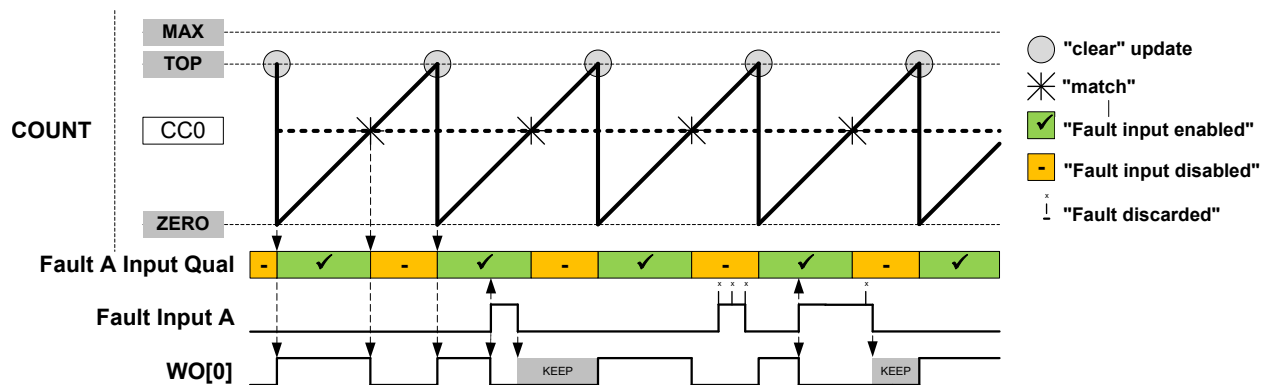 MAX
"clear" update
TOP
"match"
COUNT
CC0
"Fault input enabled"
- "Fault input disabled"
x
"Fault discarded"
ZERO
Fault A Input Qual
- ✓ - ✓ - ✓ - ✓ - ✓
x x x x
Fault Input A
WO[0]
KEEP KEEP